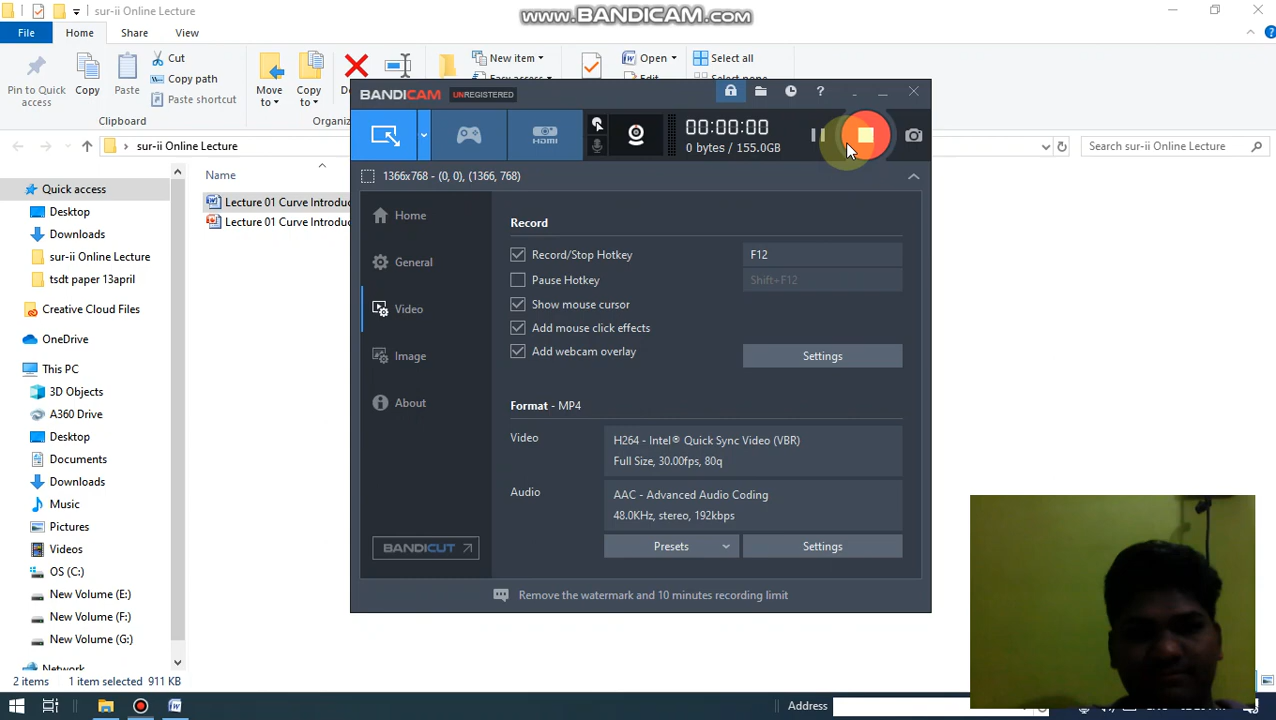 sur-ii Online Lecture
www.BANDICAM.com
File
Home
Share
View
Pin to Quick
access
Copy
Paste
Cut
Copy path
Paste shortcut
Move
to
Copy
to
New item
Easy access
Open
Edit
Select all
Select none
Clipboard
Organiz
sur-ii Online Lecture
Search sur-ii Online Lecture
Name
Lecture 01 Curve Introduc
Lecture 01 Curve Introduc
Quick access
Desktop
Downloads
sur-ii Online Lecture
tsdt paper 13april
Creative Cloud Files
OneDrive
This PC
3D Objects
A360 Drive
Desktop
Documents
Downloads
Music
Pictures
Videos
OS (C:)
New Volume (E:)
New Volume (F:)
New Volume (G:)
Network
2 items
1 item selected 911 KB
BANDICAM
UNREGISTERED
?
HDMI
00:00:00
0 bytes / 155.0GB
1366x768 - (0, 0), (1366, 768)
Home
General
Video
Image
About
BANDICUT
Record
Record/Stop Hotkey
F12
Pause Hotkey
Shift+F12
Show mouse cursor
Add mouse click effects
Add webcam overlay
Settings
Format - MP4
Video
H264 - Intel® Quick Sync Video (VBR)
Full Size, 30.00fps, 80q
Audio
AAC - Advanced Audio Coding
48.0KHz, stereo, 192kbps
Presets
Settings
Remove the watermark and 10 minutes recording limit
Address